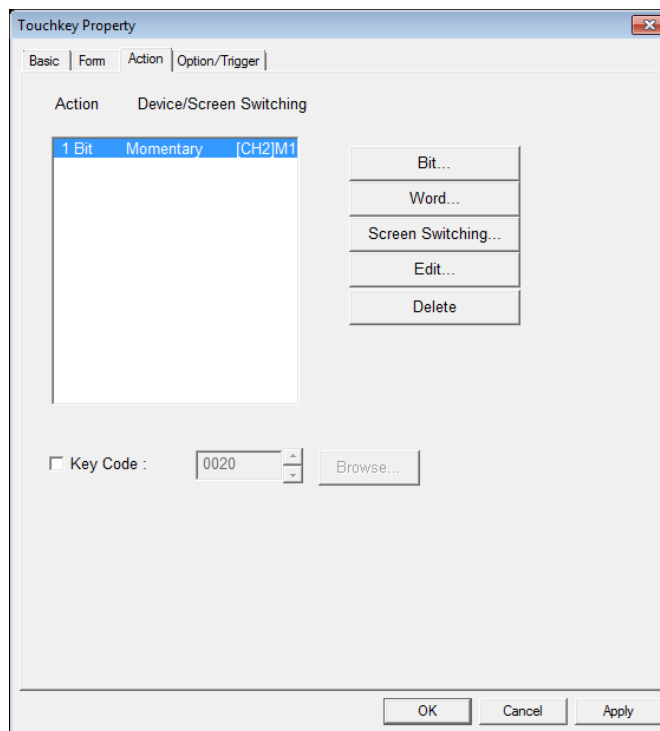 Touchkey Property
Basic Form Action Option/Trigger
Action Device/Screen Switching
1 Bit Momentary [CH2]M1
Bit...
Word...
Screen Switching...
Edit...
Delete
Key Code : 0020 Browse...
OK Cancel Apply